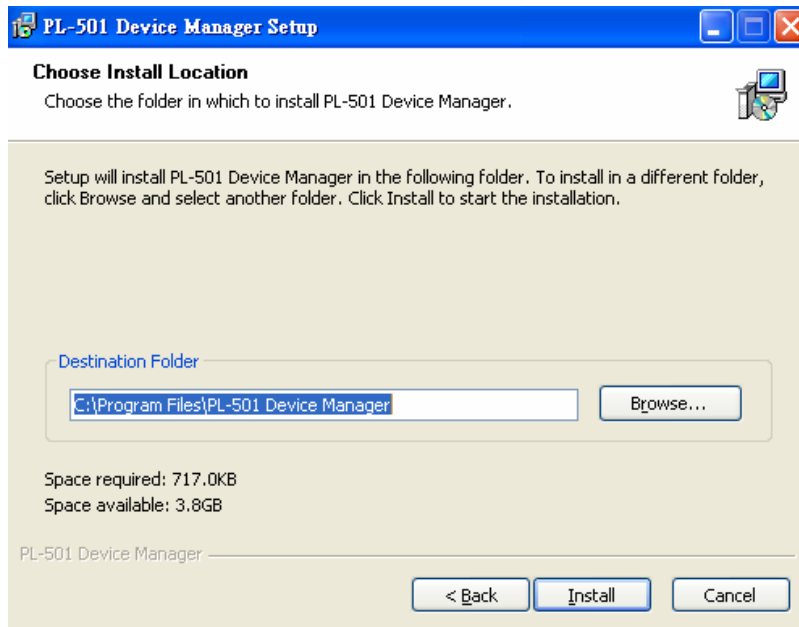 PL-501 Device Manager Setup
Choose Install Location
Choose the folder in which to install PL-501 Device Manager.
Setup will install PL-501 Device Manager in the following folder. To install in a different folder,
click Browse and select another folder. Click Install to start the installation.
Destination Folder
C:\Program Files\PL-501 Device Manager
Browse...
Space required: 717.0KB
Space available: 3.8GB
PL-501 Device Manager
< Back
Install
Cancel